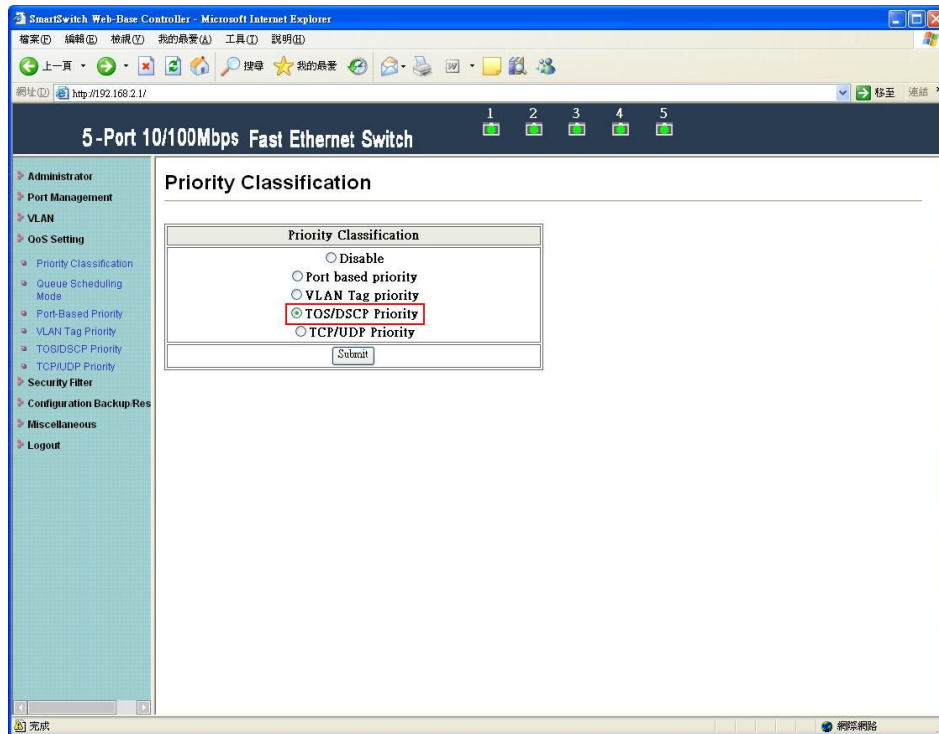 SmartSwitch Web-Base Controller - Microsoft Internet Explorer
檔案(F) 編輯(E) 檢視(V) 我的最愛(A) 工具(T) 說明(H)
上一頁 搜尋 我的最愛
網址(D) http://192.168.2.1/ 移至 連結
5-Port 10/100Mbps Fast Ethernet Switch
1 2 3 4 5
Administrator
Port Management
VLAN
QoS Setting
Priority Classification
Queue Scheduling
Mode
Port-Based Priority
VLAN Tag Priority
TOS/DSCP Priority
TCP/UDP Priority
Security Filter
Configuration Backup/Res
Miscellaneous
Logout
Priority Classification
Priority Classification
Disable
Port based priority
VLAN Tag priority
TOS/DSCP Priority
TCP/UDP Priority
Submit
完成 網際網路